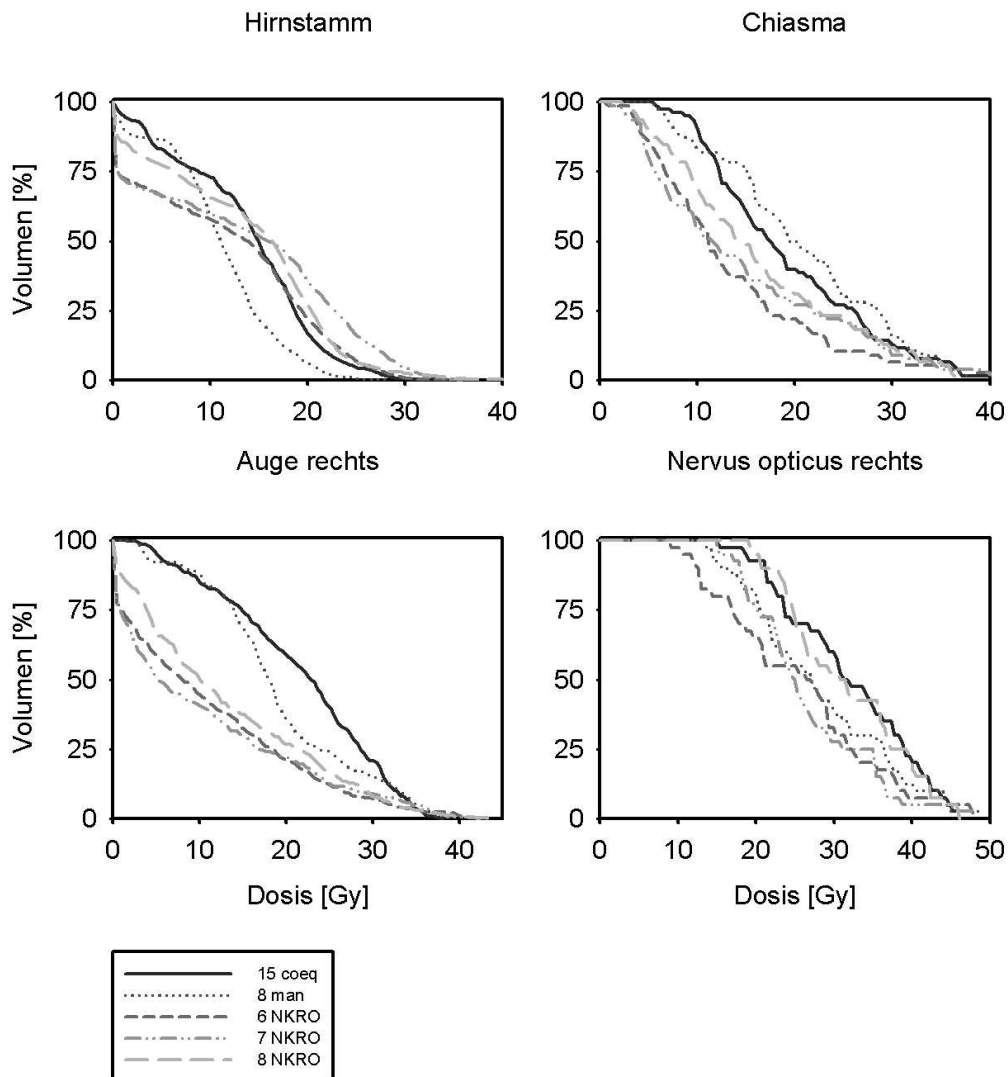 Hirnstamm
Chiasma
100
75
50
25
0
Volumen [%]
0 10 20 30 40
100
75
50
25
0
0 10 20 30 40
Auge rechts
Nervus opticus rechts
100
75
50
25
0
Volumen [%]
0 10 20 30 40
Dosis [Gy]
100
75
50
25
0
0 10 20 30 40 50
Dosis [Gy]
15 coeq
8 man
6 NKRO
7 NKRO
8 NKRO